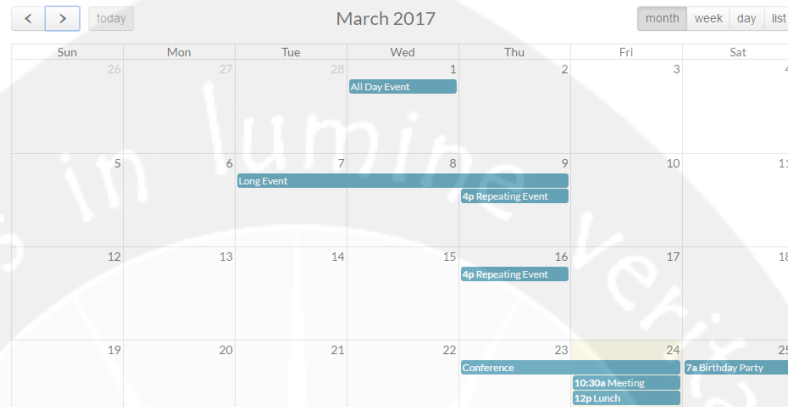 < > today March 2017 month week day list
Sun Mon Tue Wed Thu Fri Sat
26 27 28 1 2 3 4
All Day Event
5 6 7 8 9 10 11
Long Event
4p Repeating Event
12 13 14 15 16 17 18
4p Repeating Event
19 20 21 22 23 24 25
Conference 7a Birthday Party
10:30a Meeting
12p Lunch
s in lumine verita